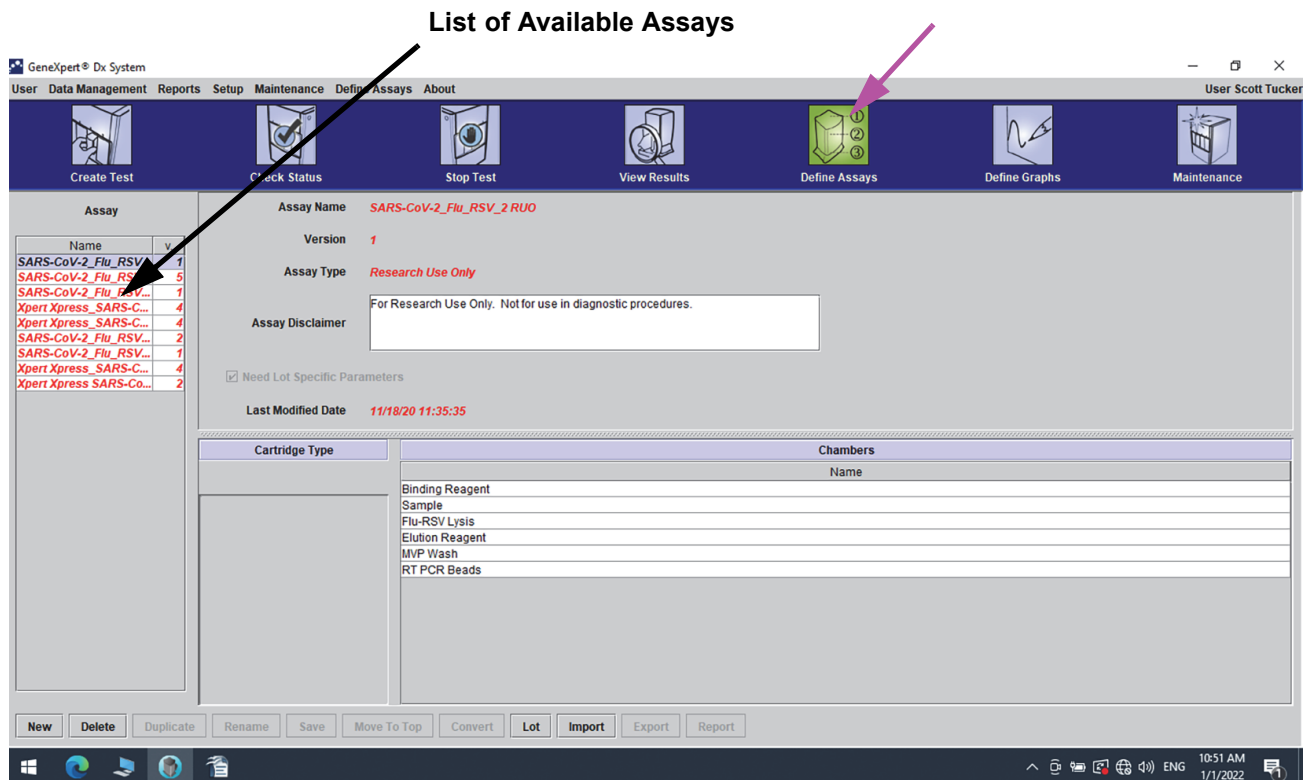 List of Available Assays
GeneXpert® Dx System
User Data Management Reports Setup Maintenance Define Assays About User Scott Tucker
Create Test Check Status Stop Test View Results Define Assays Define Graphs Maintenance
① ② ③
Assay
Name v...
SARS-CoV-2_Flu_RSV... 1
SARS-CoV-2_Flu_RSV... 5
SARS-CoV-2_Flu_RSV... 1
Xpert Xpress_SARS-C... 4
Xpert Xpress_SARS-C... 4
SARS-CoV-2_Flu_RSV... 2
SARS-CoV-2_Flu_RSV... 1
Xpert Xpress_SARS-C... 4
Xpert Xpress SARS-Co... 2
Assay Name SARS-CoV-2_Flu_RSV_2 RUO
Version 1
Assay Type Research Use Only
Assay Disclaimer For Research Use Only. Not for use in diagnostic procedures.
Need Lot Specific Parameters
Last Modified Date 11/18/20 11:35:35
Cartridge Type
Chambers
Name
Binding Reagent
Sample
Flu-RSV Lysis
Elution Reagent
MVP Wash
RT PCR Beads
New Delete Duplicate Rename Save Move To Top Convert Lot Import Export Report
ENG 10:51 AM
1/1/2022 1